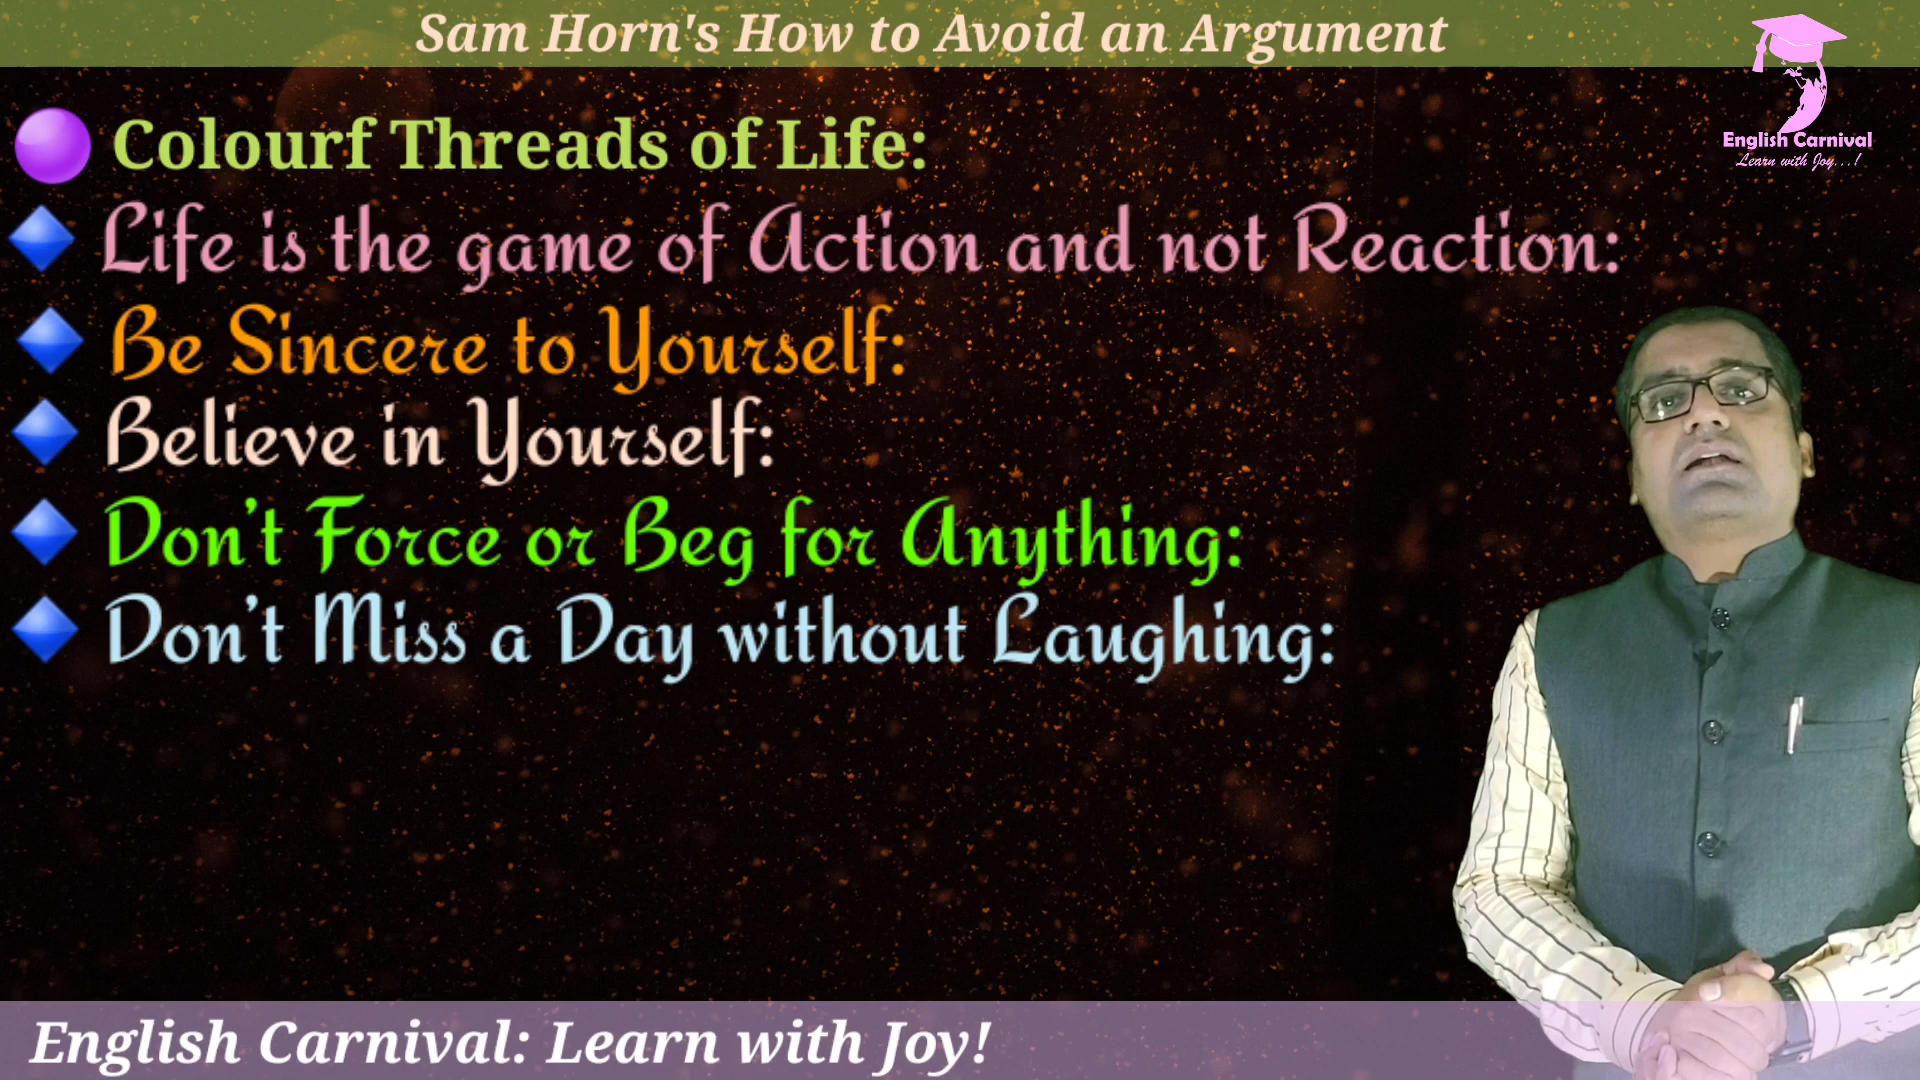 Sam Horn's How to Avoid an Argument
English Carnival
Learn with Joy...!
Colourf Threads of Life:
Life is the game of Action and not Reaction:
Be Sincere to Yourself:
Believe in Yourself:
Don't Force or Beg for Anything:
Don't Miss a Day without Laughing:
English Carnival: Learn with Joy!